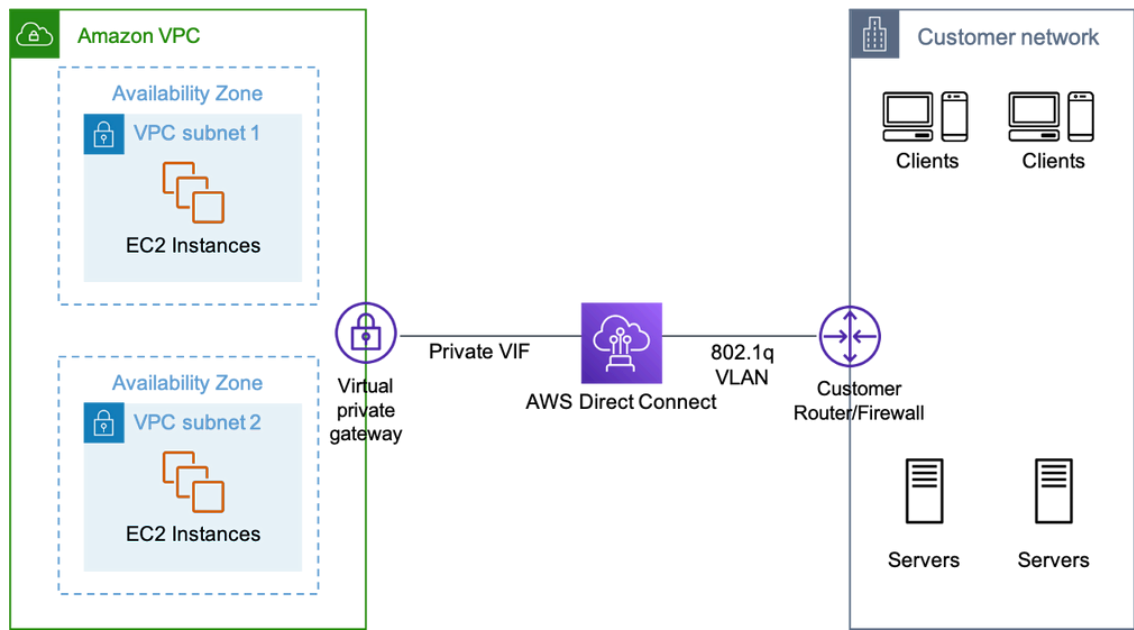 Amazon VPC
Availability Zone
VPC subnet 1
EC2 Instances
Availability Zone
VPC subnet 2
EC2 Instances
Virtual
private
gateway
Private VIF
AWS Direct Connect
802.1q
VLAN
Customer
Router/Firewall
Customer network
Clients
Clients
Servers
Servers